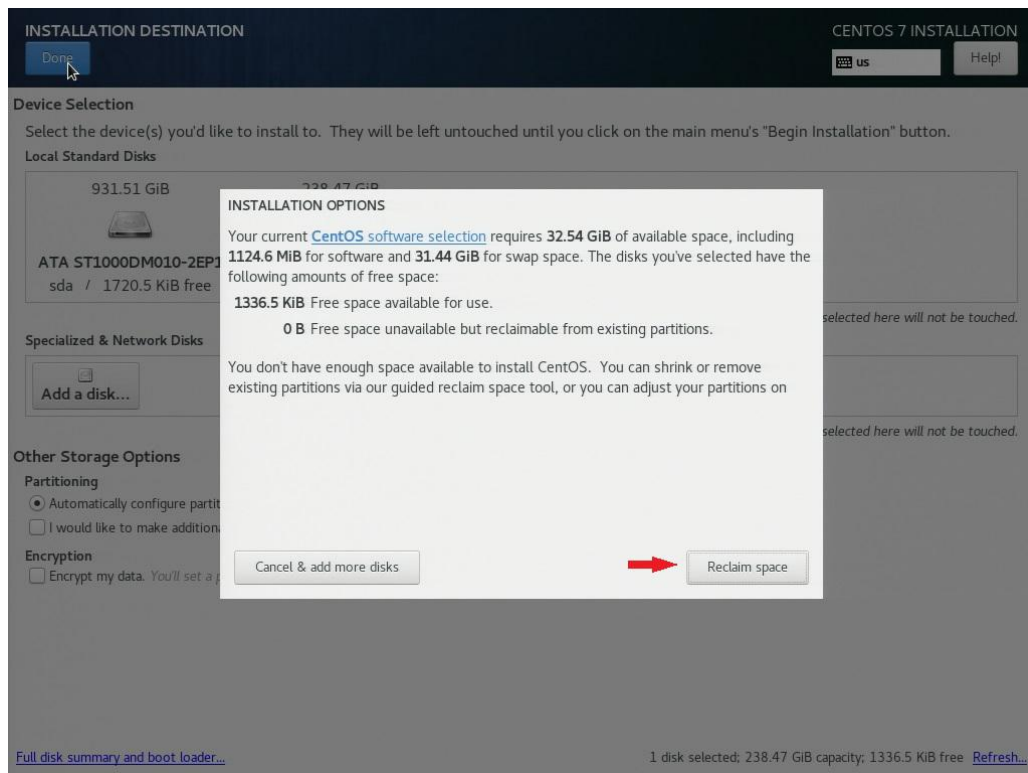 INSTALLATION DESTINATION
CENTOS 7 INSTALLATION
Done
us
Help!
Device Selection
Select the device(s) you'd like to install to. They will be left untouched until you click on the main menu's "Begin Installation" button.
Local Standard Disks
931.51 GiB
238.47 GiB
ATA ST1000DM010-2EP1
sda / 1720.5 KiB free
INSTALLATION OPTIONS
Your current CentOS software selection requires 32.54 GiB of available space, including
1124.6 MiB for software and 31.44 GiB for swap space. The disks you've selected have the
following amounts of free space:
1336.5 KiB Free space available for use.
0 B Free space unavailable but reclaimable from existing partitions.
You don't have enough space available to install CentOS. You can shrink or remove
existing partitions via our guided reclaim space tool, or you can adjust your partitions on
Cancel & add more disks
Reclaim space
selected here will not be touched.
Specialized & Network Disks
Add a disk...
selected here will not be touched.
Other Storage Options
Partitioning
Automatically configure partit
I would like to make addition
Encryption
Encrypt my data. You'll set a
Full disk summary and boot loader...
1 disk selected; 238.47 GiB capacity; 1336.5 KiB free Refresh...